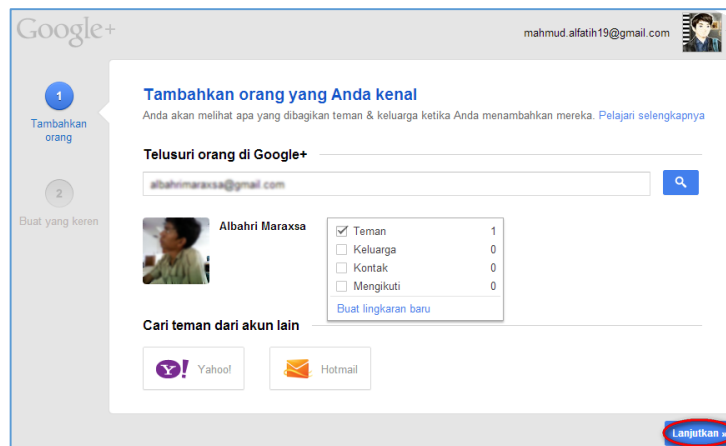 Google+
mahmud.alfatih19@gmail.com
1
Tambahkan
orang
2
Buat yang keren
Tambahkan orang yang Anda kenal
Anda akan melihat apa yang dibagikan teman & keluarga ketika Anda menambahkan mereka. Pelajari selengkapnya
Telusuri orang di Google+
albahrimaraxsa@gmail.com
Albahri Maraxsa
Teman 1
Keluarga 0
Kontak 0
Mengikuti 0
Buat lingkaran baru
Cari teman dari akun lain
Y! Yahoo!
Hotmail
Lanjutkan »